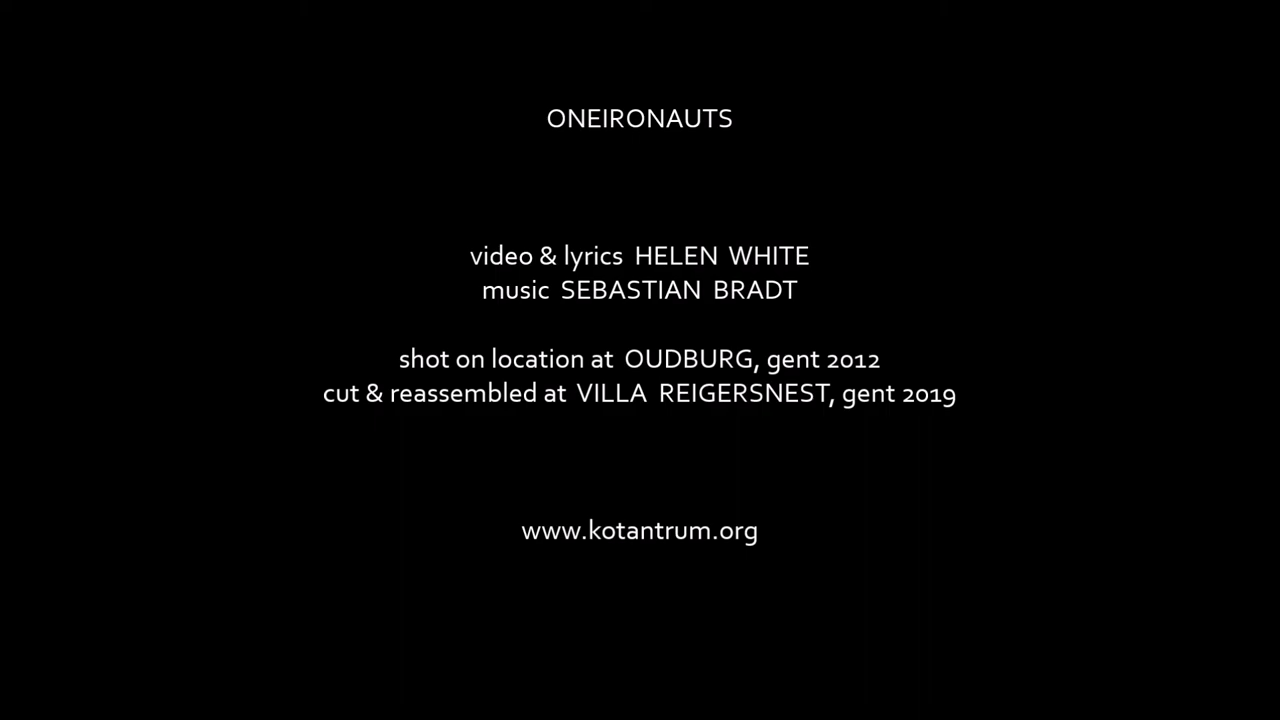 ONEIRONAUTS
video & lyrics HELEN WHITE
music SEBASTIAN BRADT
shot on location at OUDBURG, gent 2012
cut & reassembled at VILLA REIGERSNEST, gent 2019
www.kotantrum.org